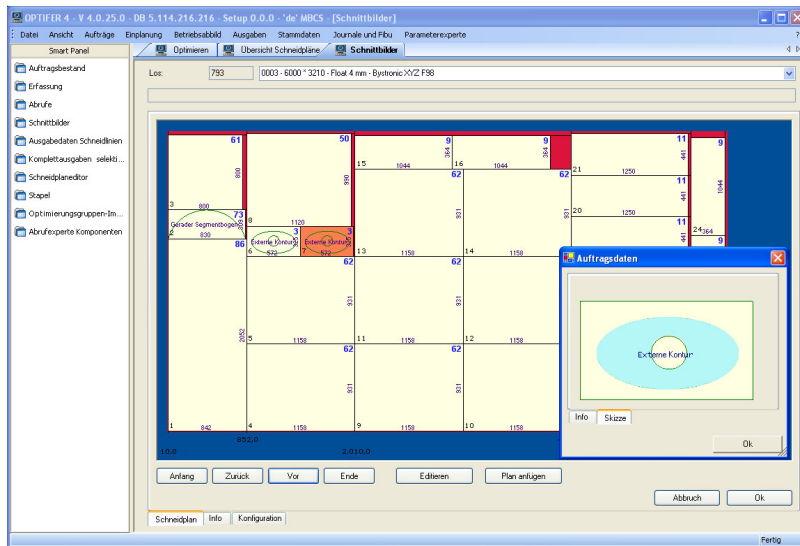 OPTIFER 4 - V 4.0.25.0 - DB 5.114.216.216 - Setup 0.0.0 - 'de' MBCS - [Schnittbilder]
Datei Ansicht Aufträge Einplanung Betriebsabbild Ausgaben Stammdaten Journale und Fibu Parameterexperte ?
Smart Panel
Optimieren Übersicht Schneidpläne Schnittbilder
Auftragsbestand
Erfassung
Abrufe
Schnittbilder
Ausgabedaten Schneidlinien
Komplettausgaben selekti...
Schneidplaneditor
Stapel
Optimierungsgruppen-Im...
Abrufexperte Komponenten
Los: 793 0003 - 6000 * 3210 - Float 4 mm - Bystronic XYZ F98
61 50 9 9 11 9
800 990 364 364 441 1044
15 1044 16 1044 21 1250
62 62 11
3 800 931 931 441
73 8 1120 20 1250
Gerader Segmentbogen 309 11
2 830 3 3 441 24 364
86 Externe Kontur 325 Externe Kontur 325 9
6 572 7 572 13 1158 14 1158
62 62
2052 931 931
5 1158 11 1158 12 1158
62 62
931 931
1 842 4 1158 9 1158 10 1158
852,0
10,0 2.010,0
Auftragsdaten
Externe Kontur
Info Skizze
Ok
Anfang Zurück Vor Ende Editieren Plan anfügen
Abbruch Ok
Schneidplan Info Konfiguration
Fertig